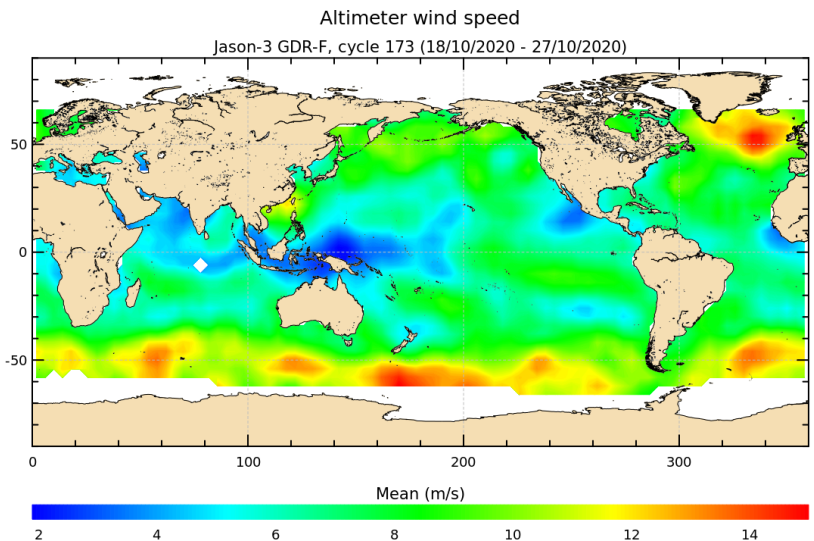 Altimeter wind speed
Jason-3 GDR-F, cycle 173 (18/10/2020 - 27/10/2020)
50
0
-50
0 100 200 300
Mean (m/s)
2 4 6 8 10 12 14